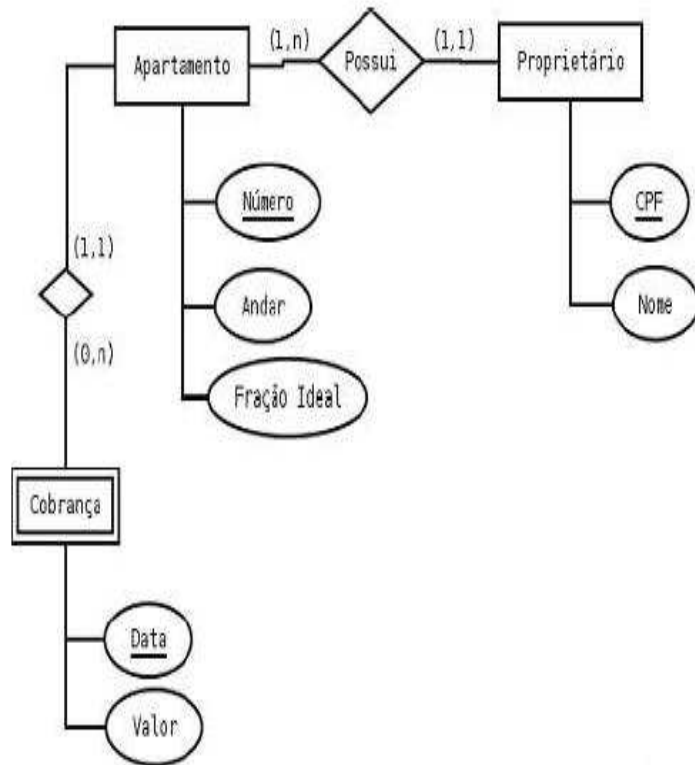 (1,n)
(1,1)
Apartamento
Possui
Proprietário
Número
CPF
(1,1)
Andar
Nome
(0,n)
Fração Ideal
Cobrança
Data
Valor